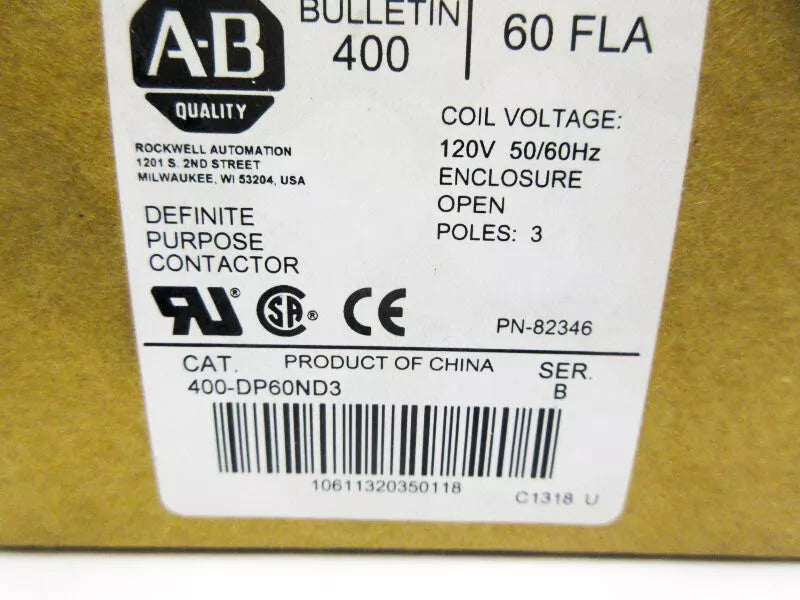 A-B
QUALITY
BULLETIN
400
60 FLA
ROCKWELL AUTOMATION
1201 S. 2ND STREET
MILWAUKEE, WI 53204, USA
COIL VOLTAGE:
120V 50/60Hz
ENCLOSURE
OPEN
POLES: 3
DEFINITE
PURPOSE
CONTACTOR
RU®
SA®
CE
PN-82346
CAT. PRODUCT OF CHINA SER.
400-DP60ND3 B
10611320350118
C1318 U